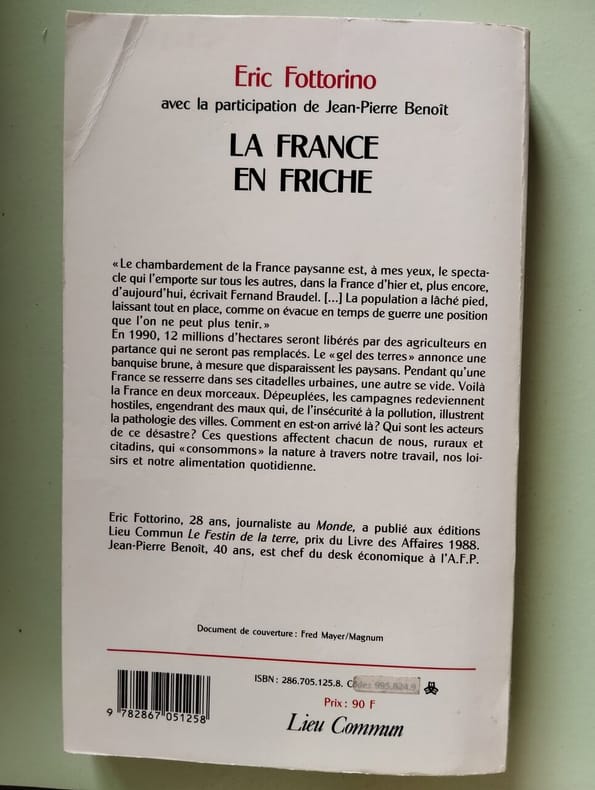 Eric Fottorino
avec la participation de Jean-Pierre Benoît
LA FRANCE
EN FRICHE
« Le chambardement de la France paysanne est, à mes yeux, le specta-
cle qui l'emporte sur tous les autres, dans la France d'hier et, plus encore,
d'aujourd'hui, écrivait Fernand Braudel. [...] La population a lâché pied,
laissant tout en place, comme on évacue en temps de guerre une position
que l'on ne peut plus tenir. »
En 1990, 12 millions d'hectares seront libérés par des agriculteurs en
partance qui ne seront pas remplacés. Le « gel des terres » annonce une
banquise brune, à mesure que disparaissent les paysans. Pendant qu'une
France se resserre dans ses citadelles urbaines, une autre se vide. Voilà
la France en deux morceaux. Dépeuplées, les campagnes redeviennent
hostiles, engendrant des maux qui, de l'insécurité à la pollution, illustrent
la pathologie des villes. Comment en est-on arrivé là ? Qui sont les acteurs
de ce désastre ? Ces questions affectent chacun de nous, ruraux et
citadins, qui « consommons » la nature à travers notre travail, nos loi-
sirs et notre alimentation quotidienne.
Eric Fottorino, 28 ans, journaliste au Monde, a publié aux éditions
Lieu Commun Le Festin de la terre, prix du Livre des Affaires 1988.
Jean-Pierre Benoît, 40 ans, est chef du desk économique à l'A.F.P.
Document de couverture : Fred Mayer/Magnum
ISBN : 286.705.125.8. Codes 995.824.9
Prix : 90 F
9 782867 051258
Lieu Commun